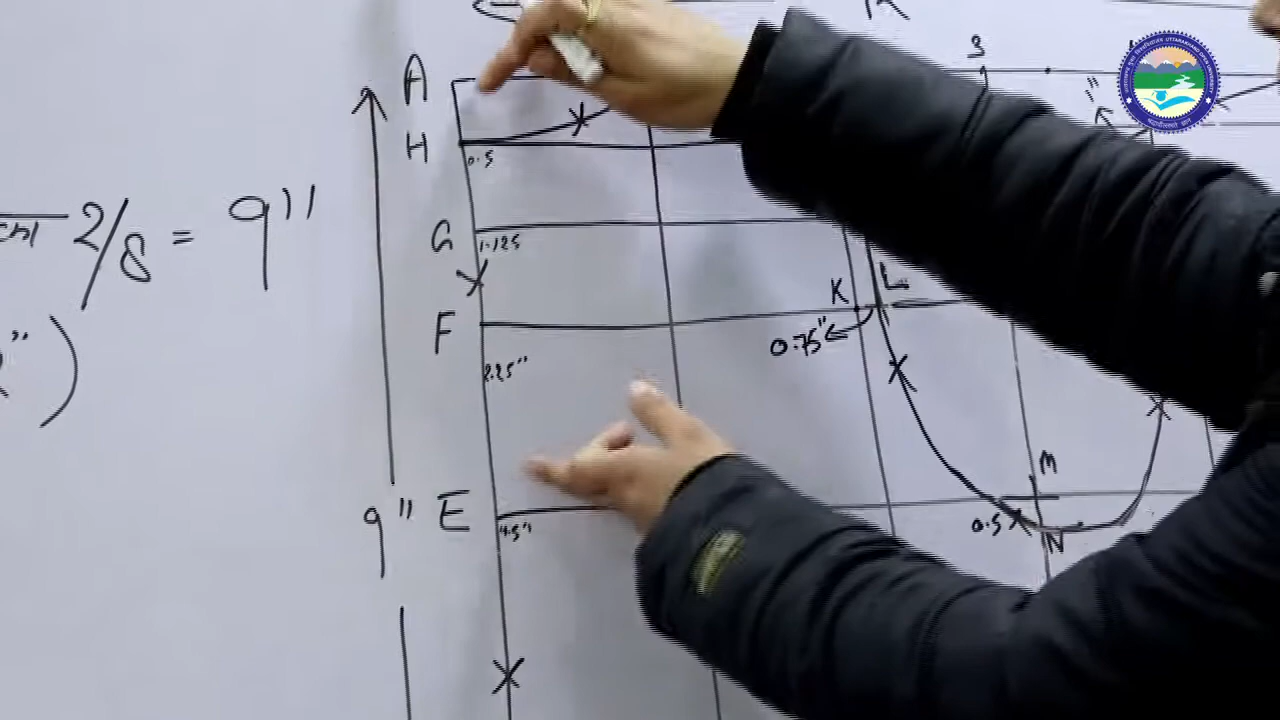 A
H
0.5
G
1.125
F
2.25"
9" E
4.5"
2/8 = 9"
")
K L
0.75"
M
0.5
N